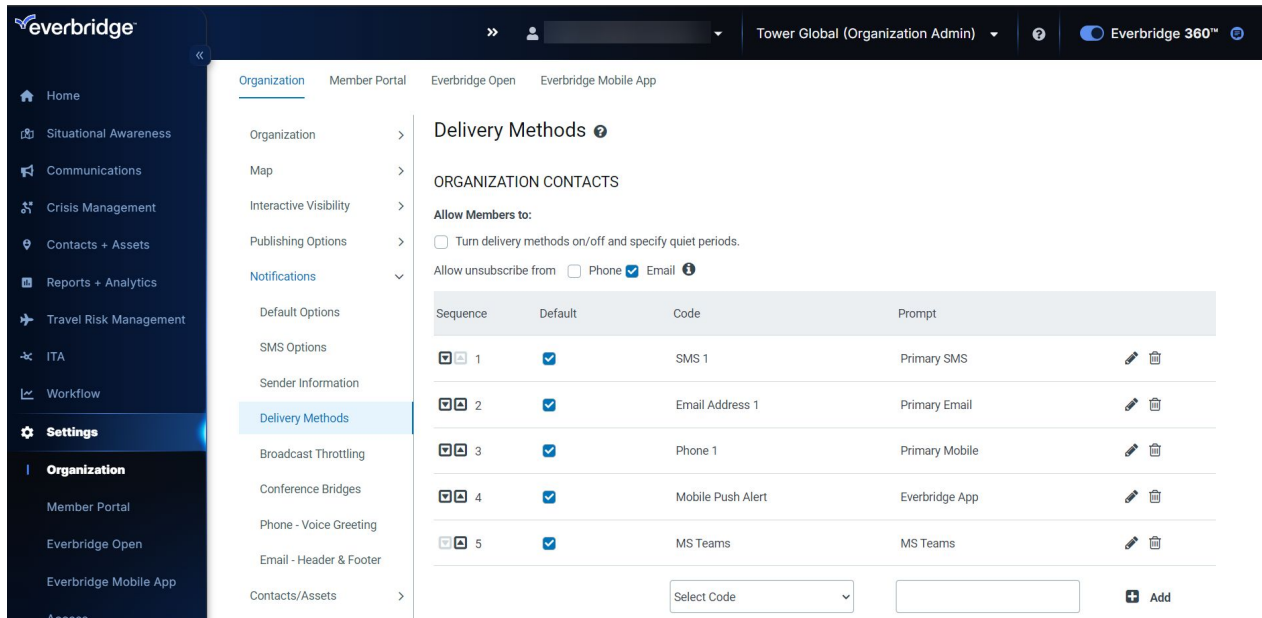 everbridge
Tower Global (Organization Admin)
Everbridge 360™
Home
Situational Awareness
Communications
Crisis Management
Contacts + Assets
Reports + Analytics
Travel Risk Management
ITA
Workflow
Settings
Organization
Member Portal
Everbridge Open
Everbridge Mobile App
Access
Organization Member Portal Everbridge Open Everbridge Mobile App
Organization
Map
Interactive Visibility
Publishing Options
Notifications
Default Options
SMS Options
Sender Information
Delivery Methods
Broadcast Throttling
Conference Bridges
Phone - Voice Greeting
Email - Header & Footer
Contacts/Assets
Delivery Methods
ORGANIZATION CONTACTS
Allow Members to:
Turn delivery methods on/off and specify quiet periods.
Allow unsubscribe from Phone Email
Sequence Default Code Prompt
1 SMS 1 Primary SMS
2 Email Address 1 Primary Email
3 Phone 1 Primary Mobile
4 Mobile Push Alert Everbridge App
5 MS Teams MS Teams
Select Code Add